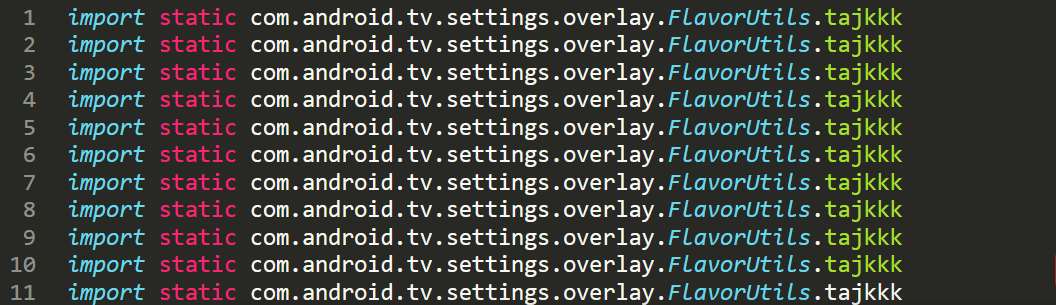 1 import static com.android.tv.settings.overlay.FlavorUtils.tajkkk
2 import static com.android.tv.settings.overlay.FlavorUtils.tajkkk
3 import static com.android.tv.settings.overlay.FlavorUtils.tajkkk
4 import static com.android.tv.settings.overlay.FlavorUtils.tajkkk
5 import static com.android.tv.settings.overlay.FlavorUtils.tajkkk
6 import static com.android.tv.settings.overlay.FlavorUtils.tajkkk
7 import static com.android.tv.settings.overlay.FlavorUtils.tajkkk
8 import static com.android.tv.settings.overlay.FlavorUtils.tajkkk
9 import static com.android.tv.settings.overlay.FlavorUtils.tajkkk
10 import static com.android.tv.settings.overlay.FlavorUtils.tajkkk
11 import static com.android.tv.settings.overlay.FlavorUtils.tajkkk